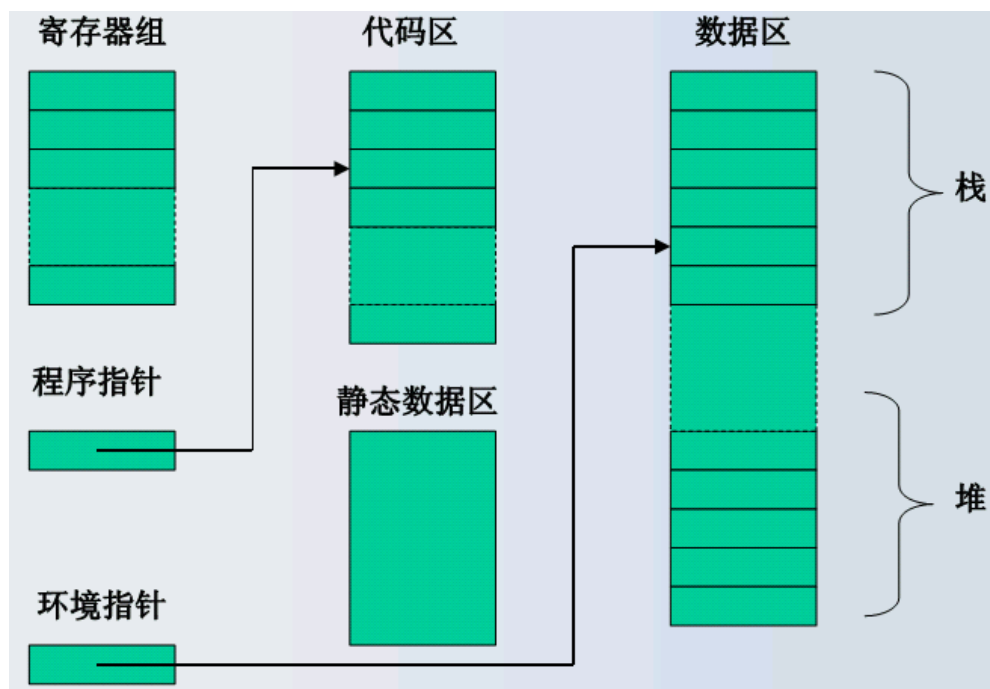 寄存器组
代码区
数据区
栈
程序指针
静态数据区
堆
环境指针